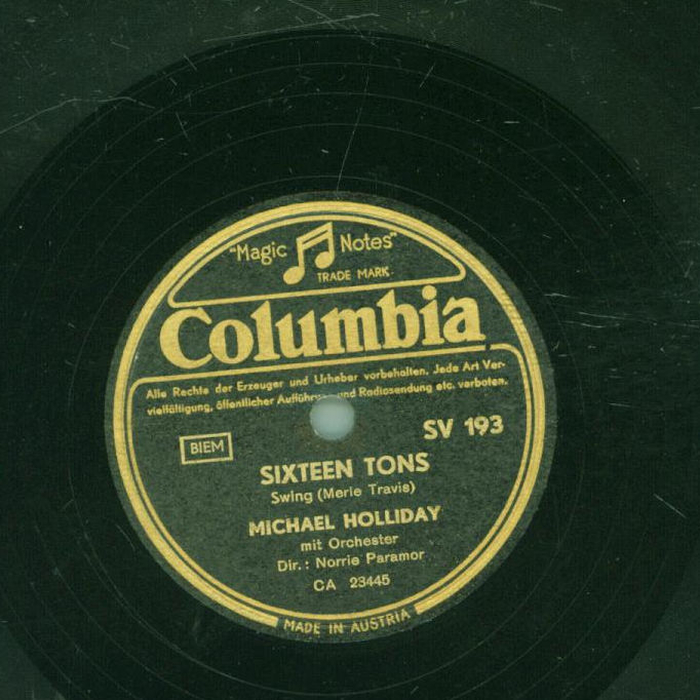 "Magic Notes"
TRADE MARK
Columbia
Alle Rechte der Erzeuger und Urheber vorbehalten. Jede Art Ver-
vielfältigung, öffentlicher Aufführung und Radiosendung etc. verboten.
BIEM
SV 193
SIXTEEN TONS
Swing (Merle Travis)
MICHAEL HOLLIDAY
mit Orchester
Dir.: Norrie Paramor
CA 23445
MADE IN AUSTRIA